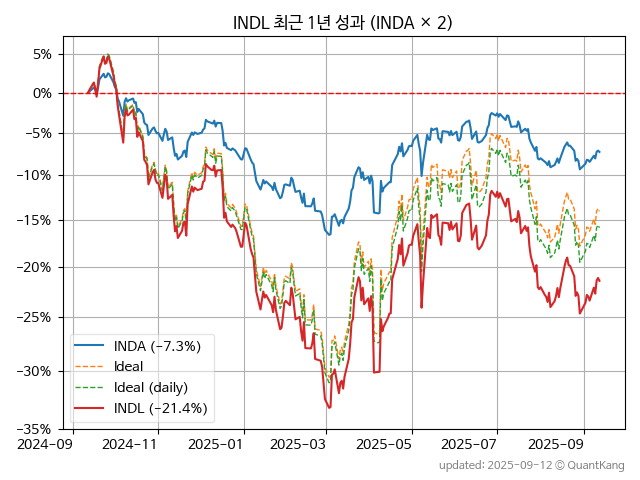 INDL 최근 1년 성과 (INDA × 2)
5%
0%
−5%
−10%
−15%
−20%
−25%
−30%
−35%
INDA (−7.3%)
Ideal
Ideal (daily)
INDL (−21.4%)
2024-09
2024-11
2025-01
2025-03
2025-05
2025-07
2025-09
updated: 2025-09-12 ⓒ QuantKang